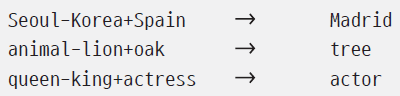 Seoul-Korea+Spain → Madrid
animal-lion+oak → tree
queen-king+actress → actor